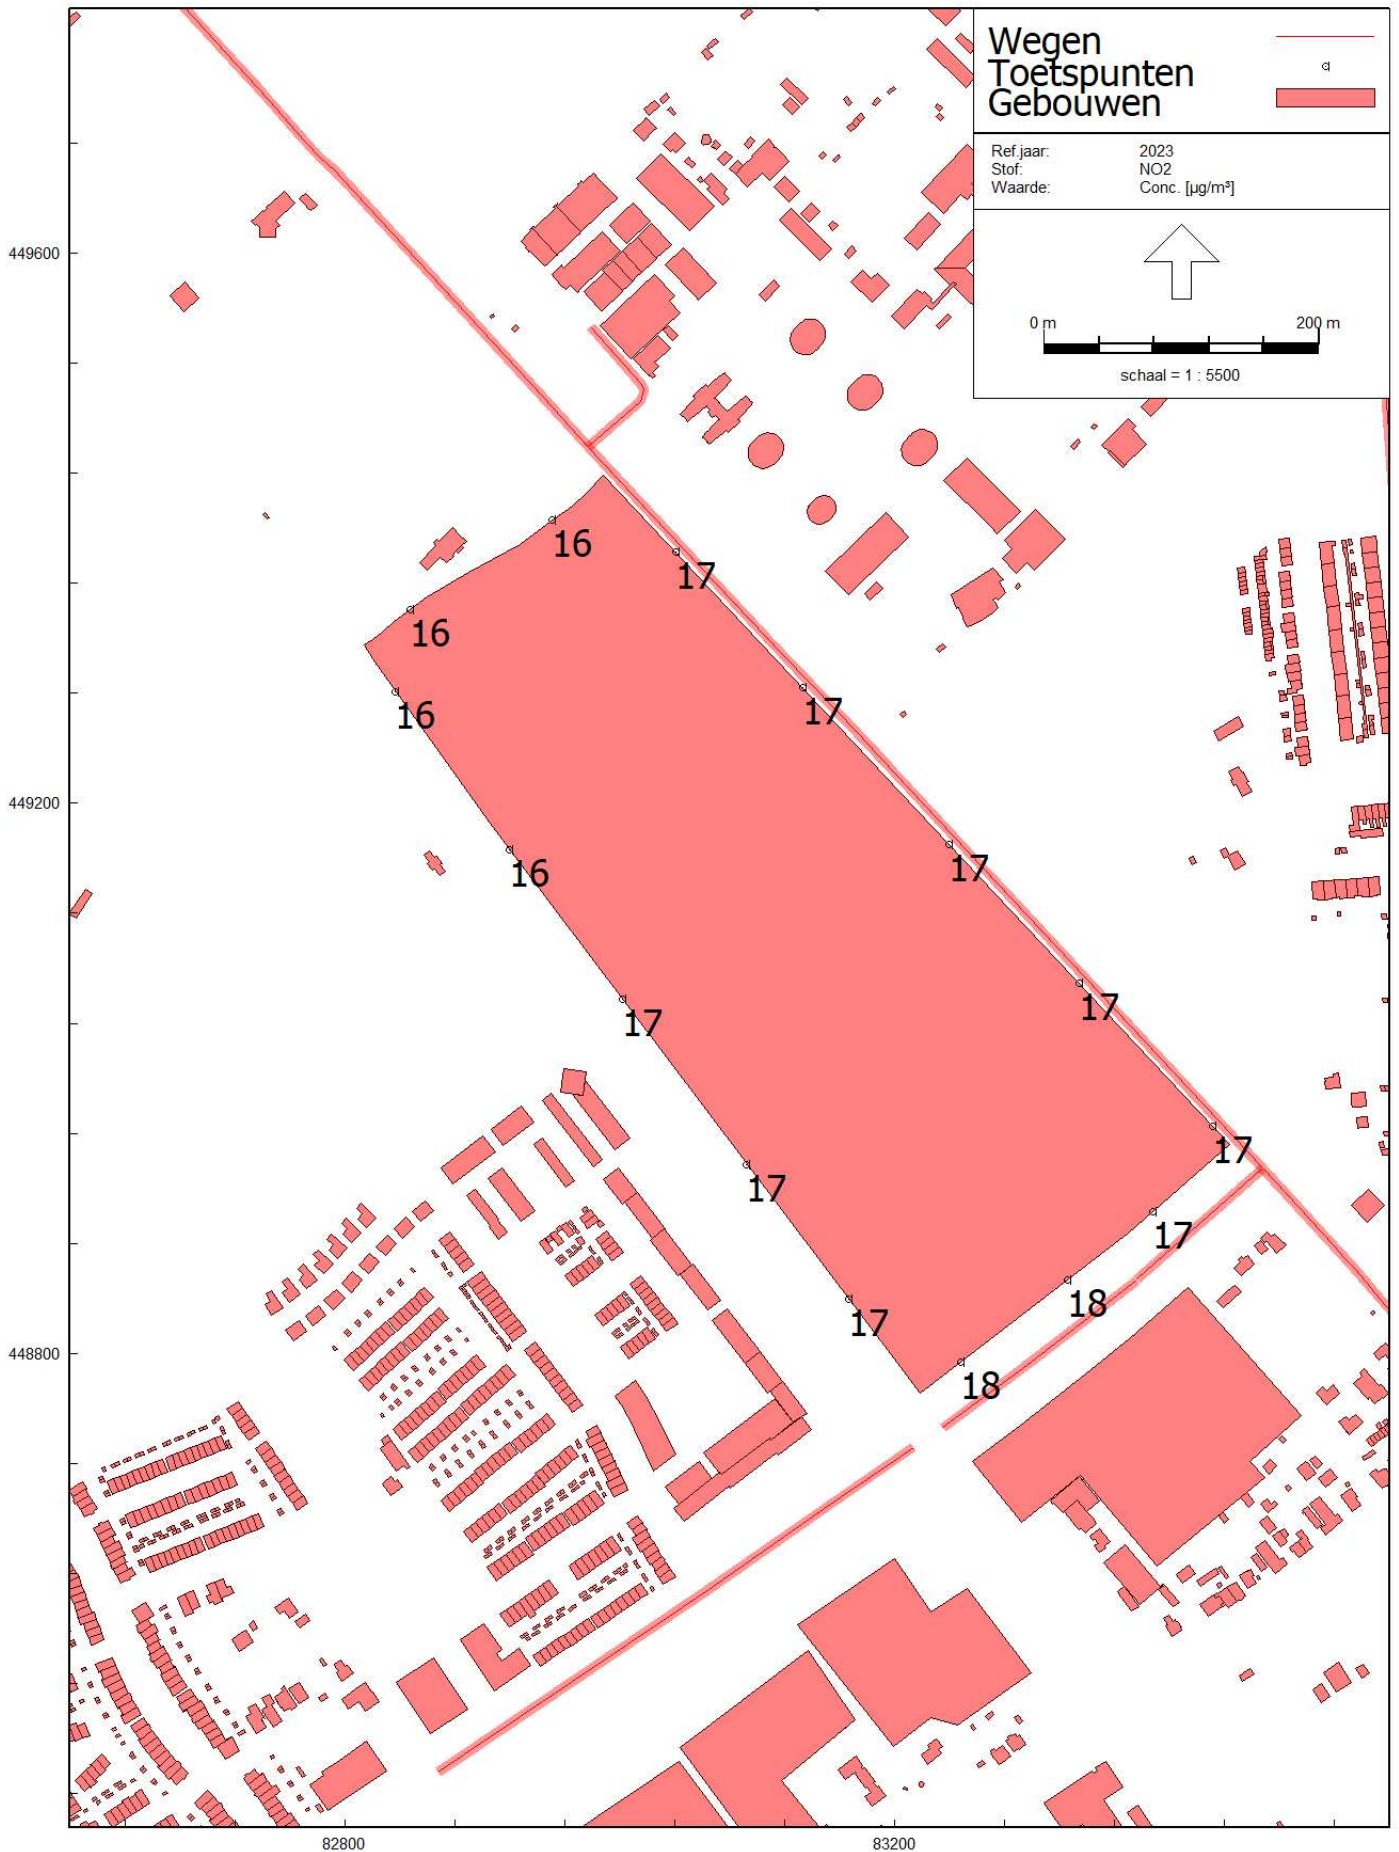 Wegen
Toetspunten
Gebouwen
Ref.jaar: 2023
Stof: NO2
Waarde: Conc. [µg/m³]
0 m 200 m
schaal = 1 : 5500
449600
16
17
16
16
17
449200
17
16
17
17
17
17
17
18
17
448800
18
82800 83200